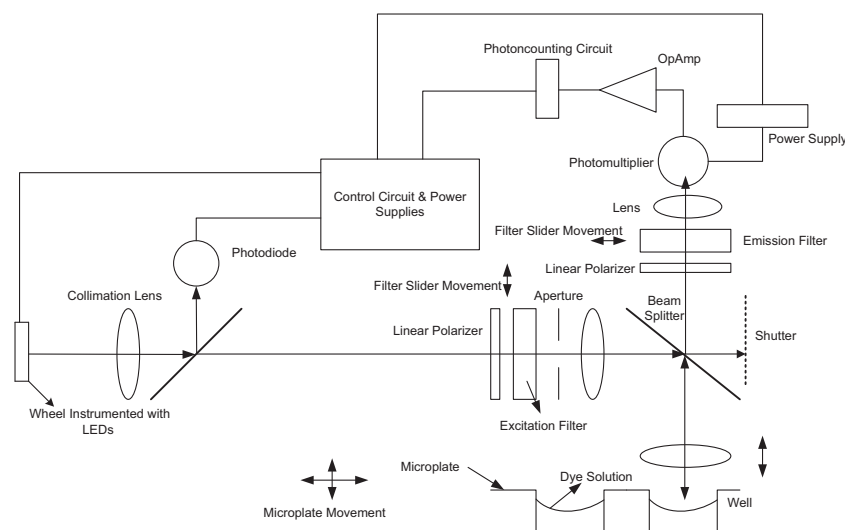 Photoncounting Circuit
OpAmp
Power Supply
Photomultiplier
Control Circuit & Power
Supplies
Lens
Filter Slider Movement
Emission Filter
Photodiode
Linear Polarizer
Filter Slider Movement
Collimation Lens
Aperture
Beam
Splitter
Linear Polarizer
Shutter
Wheel Instrumented with
LEDs
Excitation Filter
Microplate
Dye Solution
Well
Microplate Movement